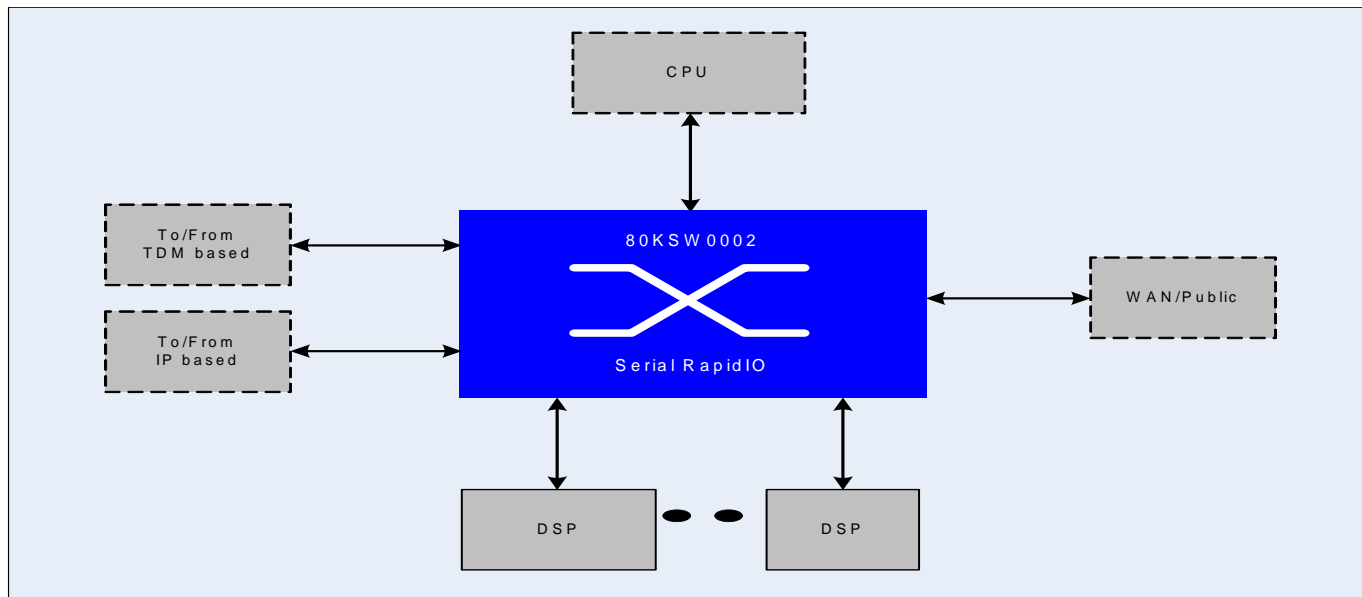 CPU
To/From
TDM based
80KSW0002
WAN/Public
To/From
IP based
Serial RapidIO
DSP
DSP